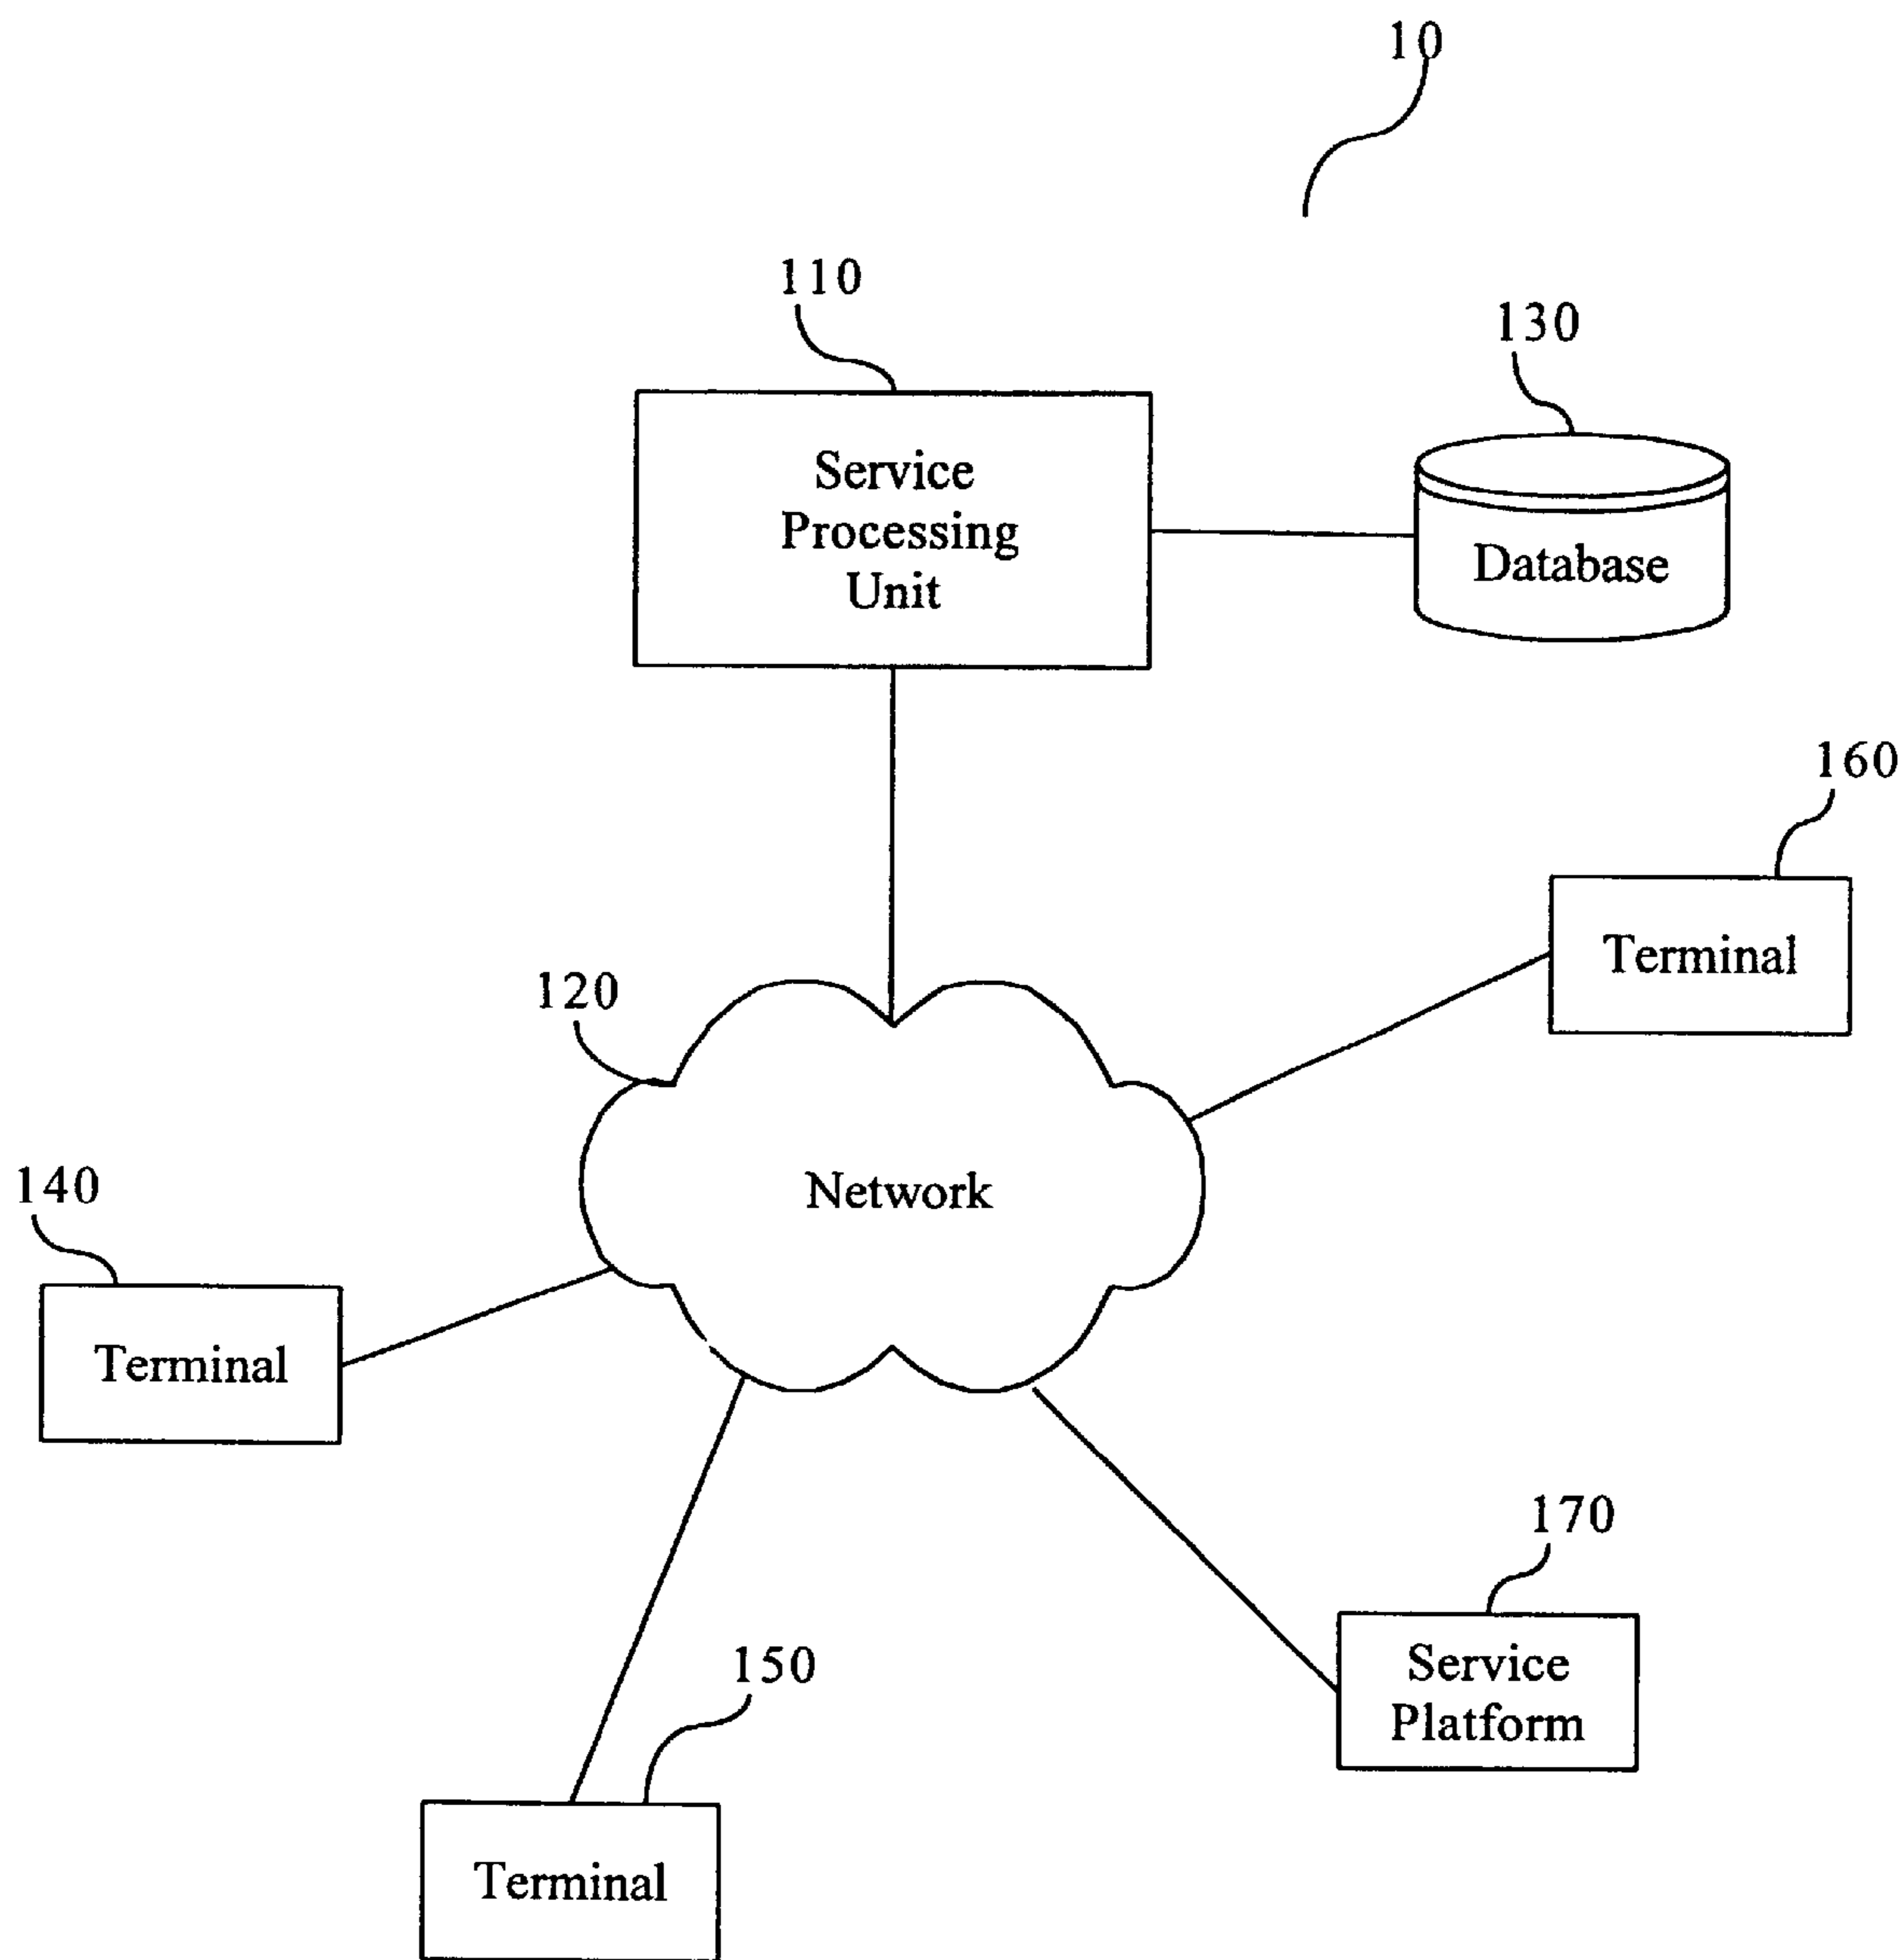 10
110
130
Service
Processing
Unit
Database
160
Terminal
120
Network
140
Terminal
170
Service
Platform
150
Terminal